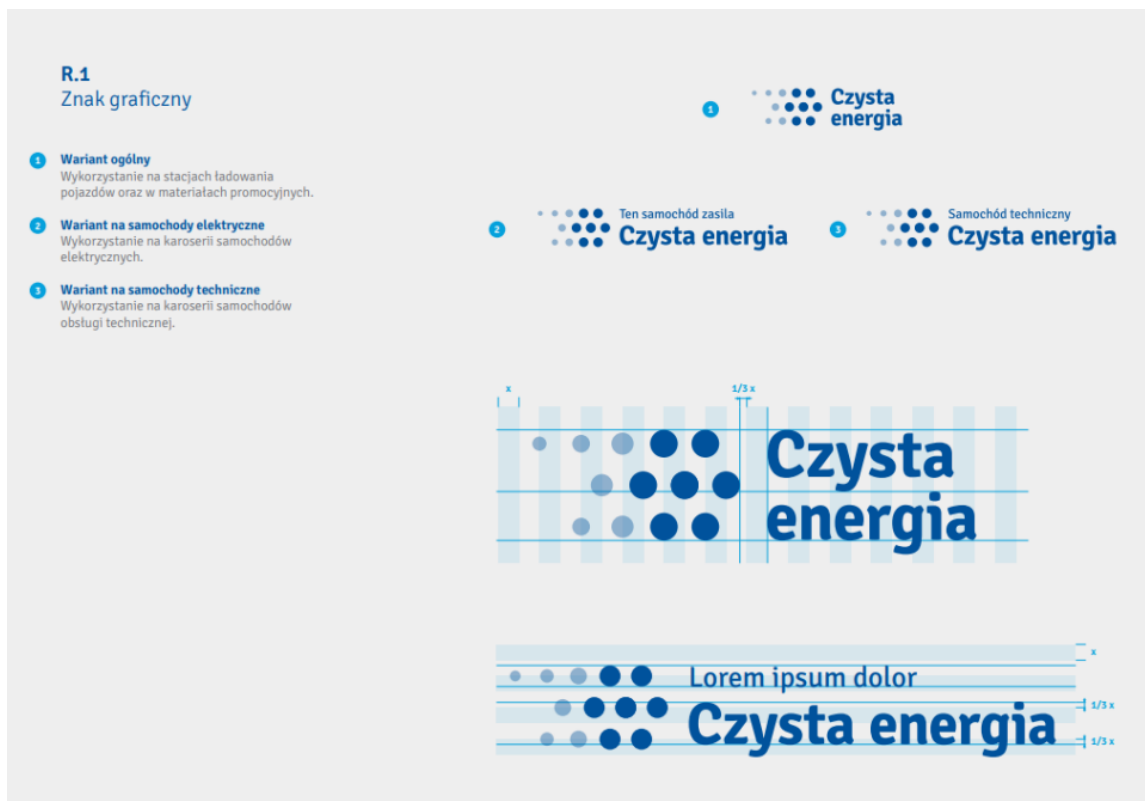 R.1
Znak graficzny
1
Wariant ogólny
Wykorzystanie na stacjach ładowania
pojazdów oraz w materiałach promocyjnych.
2
Wariant na samochody elektryczne
Wykorzystanie na karoserii samochodów
elektrycznych.
3
Wariant na samochody techniczne
Wykorzystanie na karoserii samochodów
obsługi technicznej.
1
Czysta
energia
2
Ten samochód zasila
Czysta energia
3
Samochód techniczny
Czysta energia
x
1/3 x
Czysta
energia
x
Lorem ipsum dolor
1/3 x
Czysta energia
1/3 x